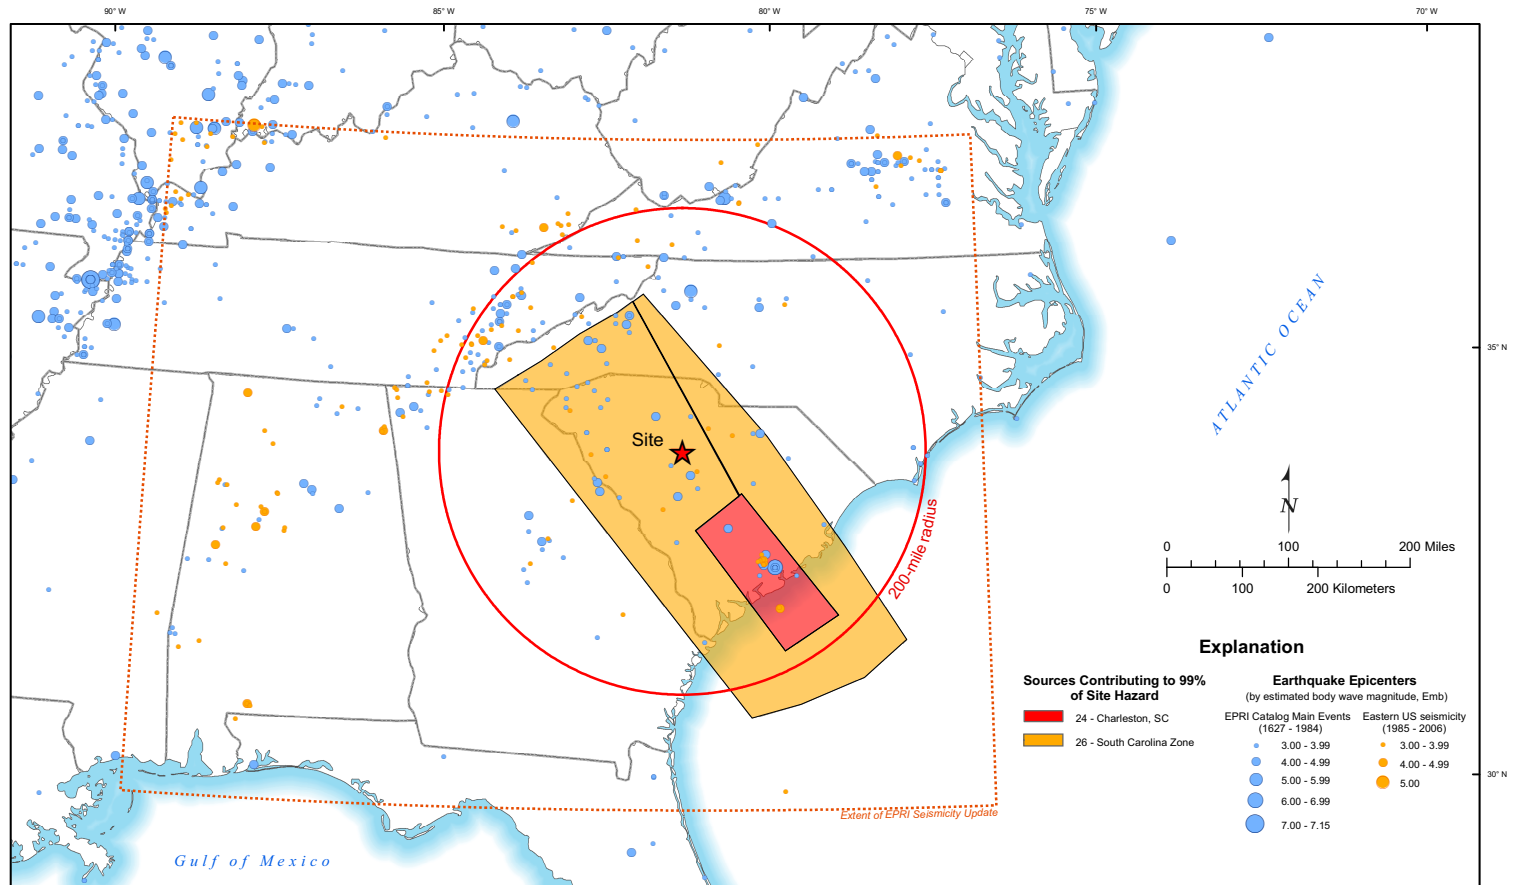 90° W
85° W
80° W
75° W
70° W
35° N
30° N
ATLANTIC OCEAN
Site
200-mile radius
N
0 100 200 Miles
0 100 200 Kilometers
Extent of EPRI Seismicity Update
Gulf of Mexico
Explanation
Sources Contributing to 99%
of Site Hazard
24 - Charleston, SC
26 - South Carolina Zone
Earthquake Epicenters
(by estimated body wave magnitude, Emb)
EPRI Catalog Main Events
(1627 - 1984)
3.00 - 3.99
4.00 - 4.99
5.00 - 5.99
6.00 - 6.99
7.00 - 7.15
Eastern US seismicity
(1985 - 2006)
3.00 - 3.99
4.00 - 4.99
5.00